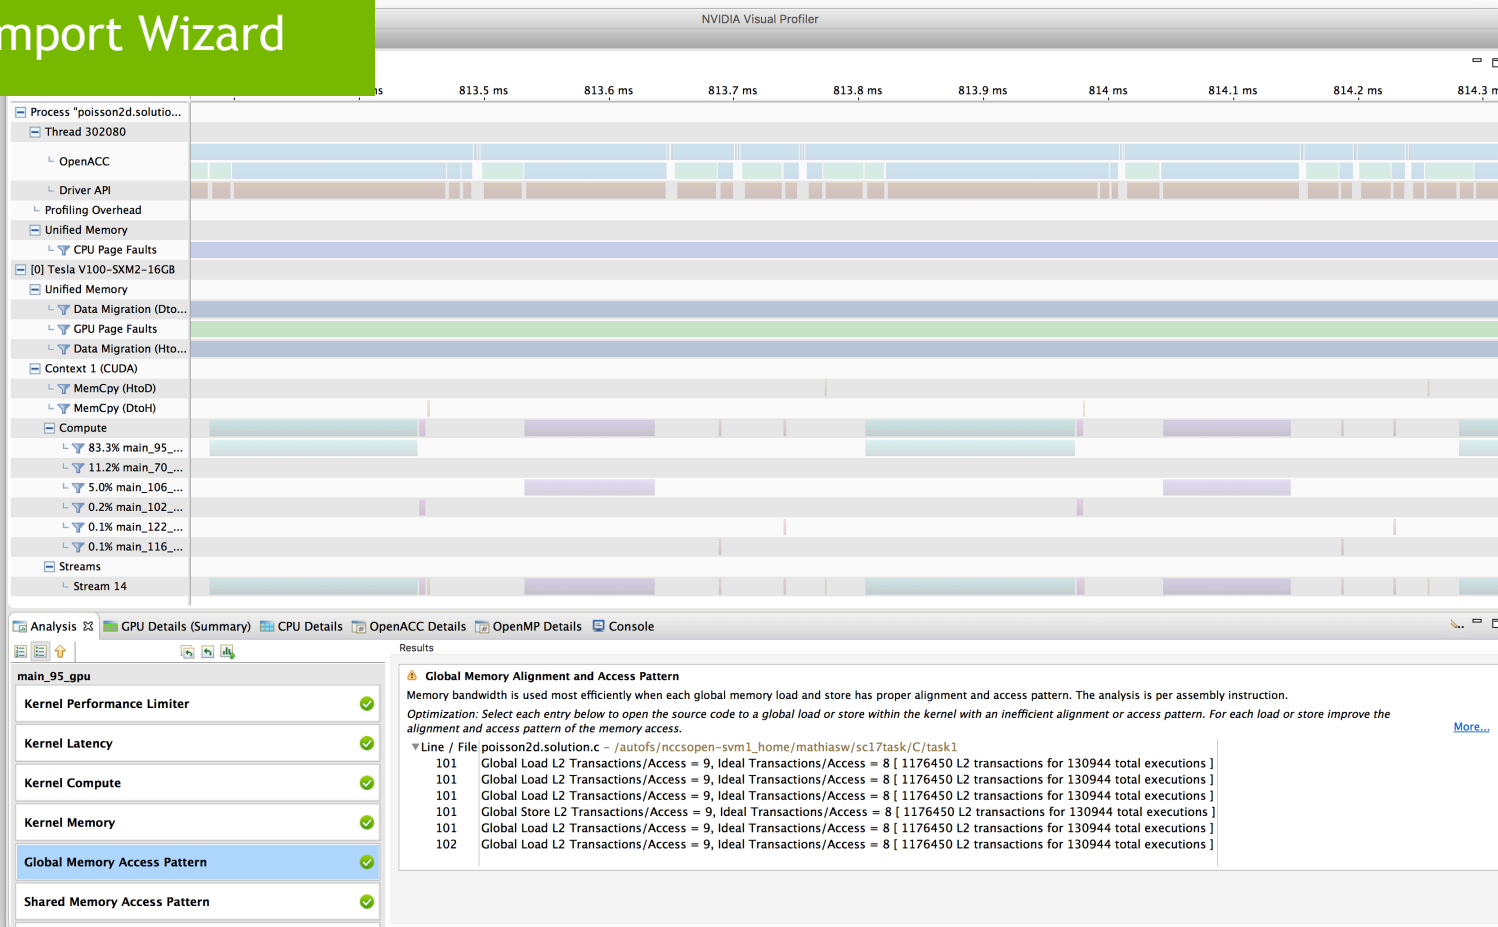 mport Wizard
NVIDIA Visual Profiler
ms 813.5 ms 813.6 ms 813.7 ms 813.8 ms 813.9 ms 814 ms 814.1 ms 814.2 ms 814.3 m
Process "poisson2d.solutio...
Thread 302080
OpenACC
Driver API
Profiling Overhead
Unified Memory
CPU Page Faults
[0] Tesla V100-SXM2-16GB
Unified Memory
Data Migration (Dto...
GPU Page Faults
Data Migration (Hto...
Context 1 (CUDA)
MemCpy (HtoD)
MemCpy (DtoH)
Compute
83.3% main_95_...
11.2% main_70_...
5.0% main_106_...
0.2% main_102_...
0.1% main_122_...
0.1% main_116_...
Streams
Stream 14
Analysis GPU Details (Summary) CPU Details OpenACC Details OpenMP Details Console
Results
main_95_gpu
Kernel Performance Limiter
Kernel Latency
Kernel Compute
Kernel Memory
Global Memory Access Pattern
Shared Memory Access Pattern
Global Memory Alignment and Access Pattern
Memory bandwidth is used most efficiently when each global memory load and store has proper alignment and access pattern. The analysis is per assembly instruction.
Optimization: Select each entry below to open the source code to a global load or store within the kernel with an inefficient alignment or access pattern. For each load or store improve the
alignment and access pattern of the memory access.
More...
Line / File poisson2d.solution.c - /autofs/nccsopen-svm1_home/mathiasw/sc17task/C/task1
101 Global Load L2 Transactions/Access = 9, Ideal Transactions/Access = 8 [ 1176450 L2 transactions for 130944 total executions ]
101 Global Load L2 Transactions/Access = 9, Ideal Transactions/Access = 8 [ 1176450 L2 transactions for 130944 total executions ]
101 Global Load L2 Transactions/Access = 9, Ideal Transactions/Access = 8 [ 1176450 L2 transactions for 130944 total executions ]
101 Global Store L2 Transactions/Access = 9, Ideal Transactions/Access = 8 [ 1176450 L2 transactions for 130944 total executions ]
101 Global Load L2 Transactions/Access = 9, Ideal Transactions/Access = 8 [ 1176450 L2 transactions for 130944 total executions ]
102 Global Load L2 Transactions/Access = 9, Ideal Transactions/Access = 8 [ 1176450 L2 transactions for 130944 total executions ]